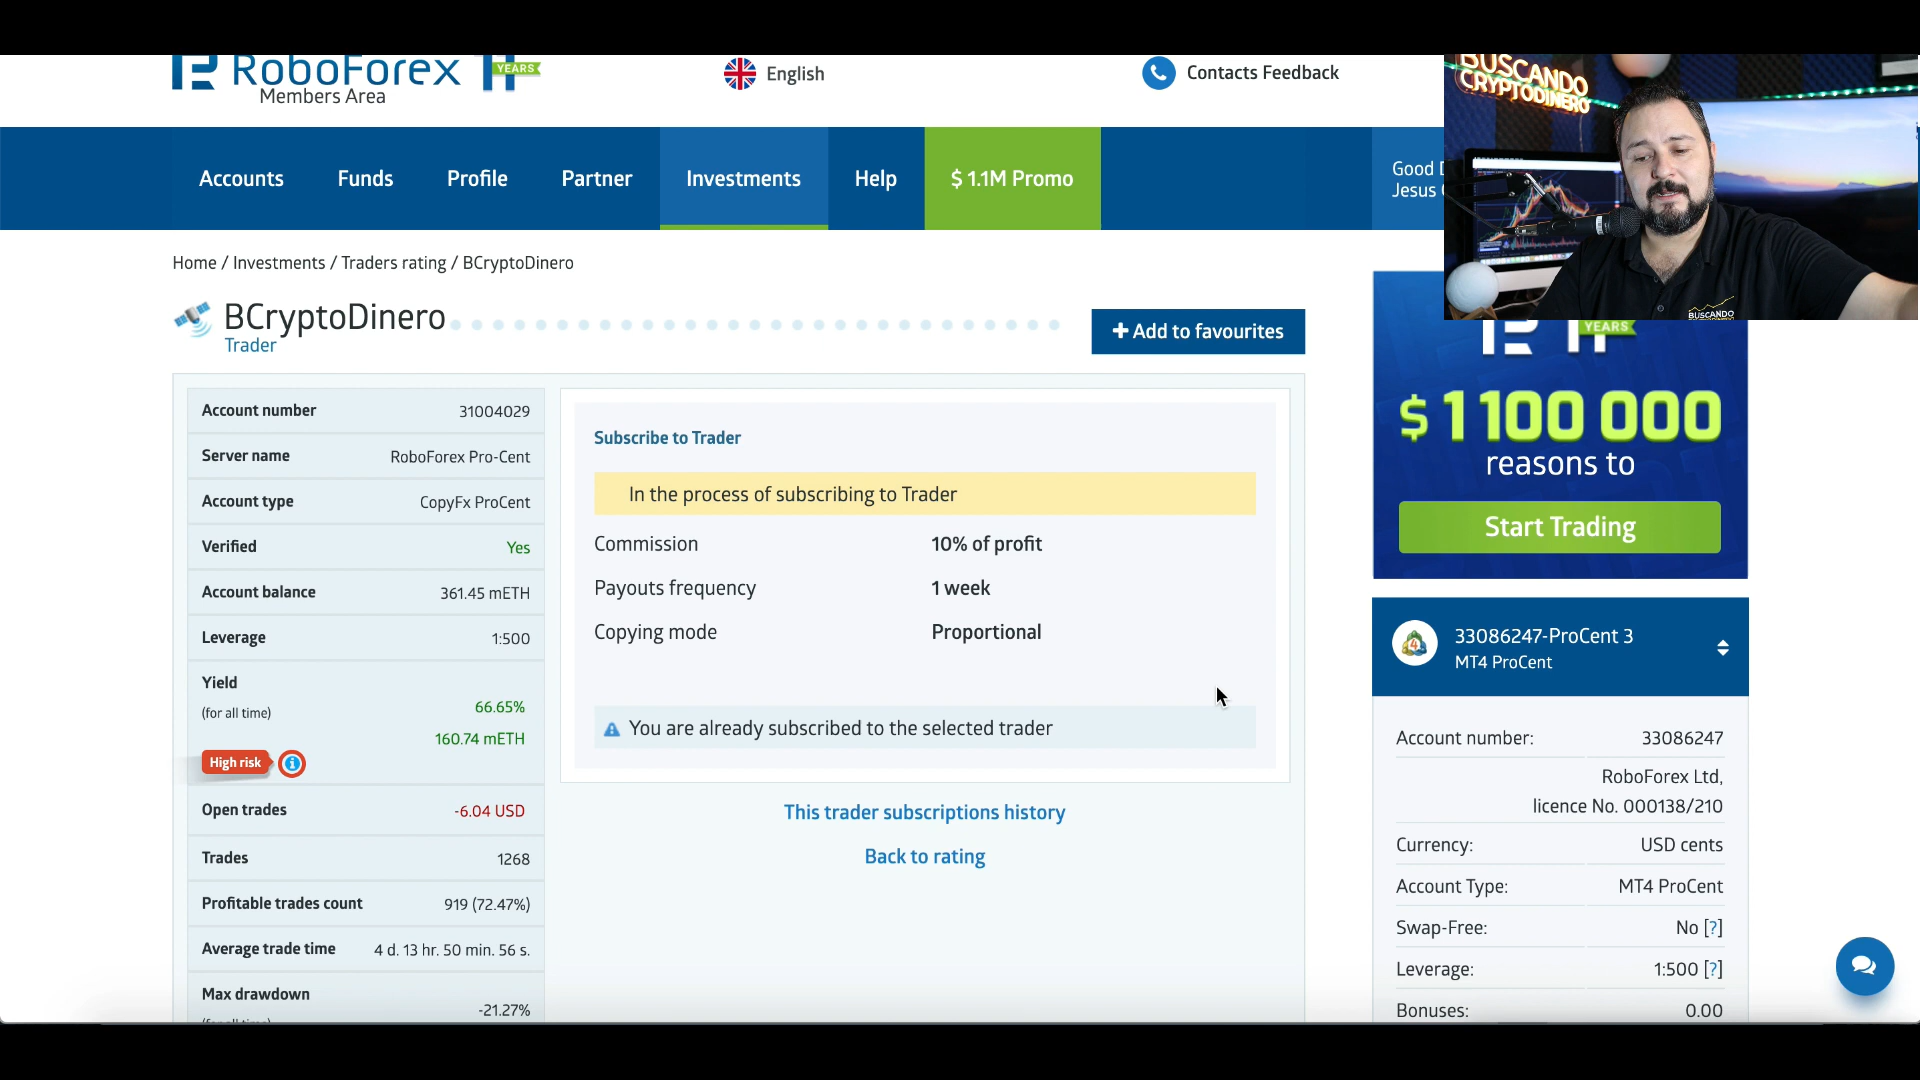 RoboForex
YEARS
Members Area
English
Contacts Feedback
BUSCANDO
CRYPTODINERO
Accounts
Funds
Profile
Partner
Investments
Help
$ 1.1M Promo
Good
Jesus
BUSCANDO
Home / Investments / Traders rating / BCryptoDinero
BCryptoDinero
Trader
+ Add to favourites
Account number 31004029
Server name RoboForex Pro-Cent
Account type CopyFx ProCent
Verified Yes
Account balance 361.45 mETH
Leverage 1:500
Yield
(for all time)
66.65%
160.74 mETH
High risk
Open trades -6.04 USD
Trades 1268
Profitable trades count 919 (72.47%)
Average trade time 4 d. 13 hr. 50 min. 56 s.
Max drawdown
-21.27%
Subscribe to Trader
In the process of subscribing to Trader
Commission 10% of profit
Payouts frequency 1 week
Copying mode Proportional
You are already subscribed to the selected trader
This trader subscriptions history
Back to rating
YEARS
$ 1 100 000
reasons to
Start Trading
33086247-ProCent 3
MT4 ProCent
Account number: 33086247
RoboForex Ltd,
licence No. 000138/210
Currency: USD cents
Account Type: MT4 ProCent
Swap-Free: No [?]
Leverage: 1:500 [?]
Bonuses: 0.00